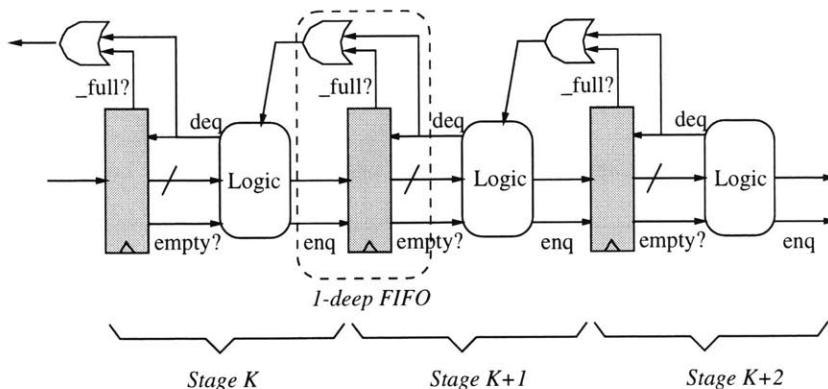 _full?
_full?
_full?
deq
deq
deq
Logic
Logic
Logic
empty?
enq
empty?
enq
empty?
enq
1-deep FIFO
Stage K
Stage K+1
Stage K+2